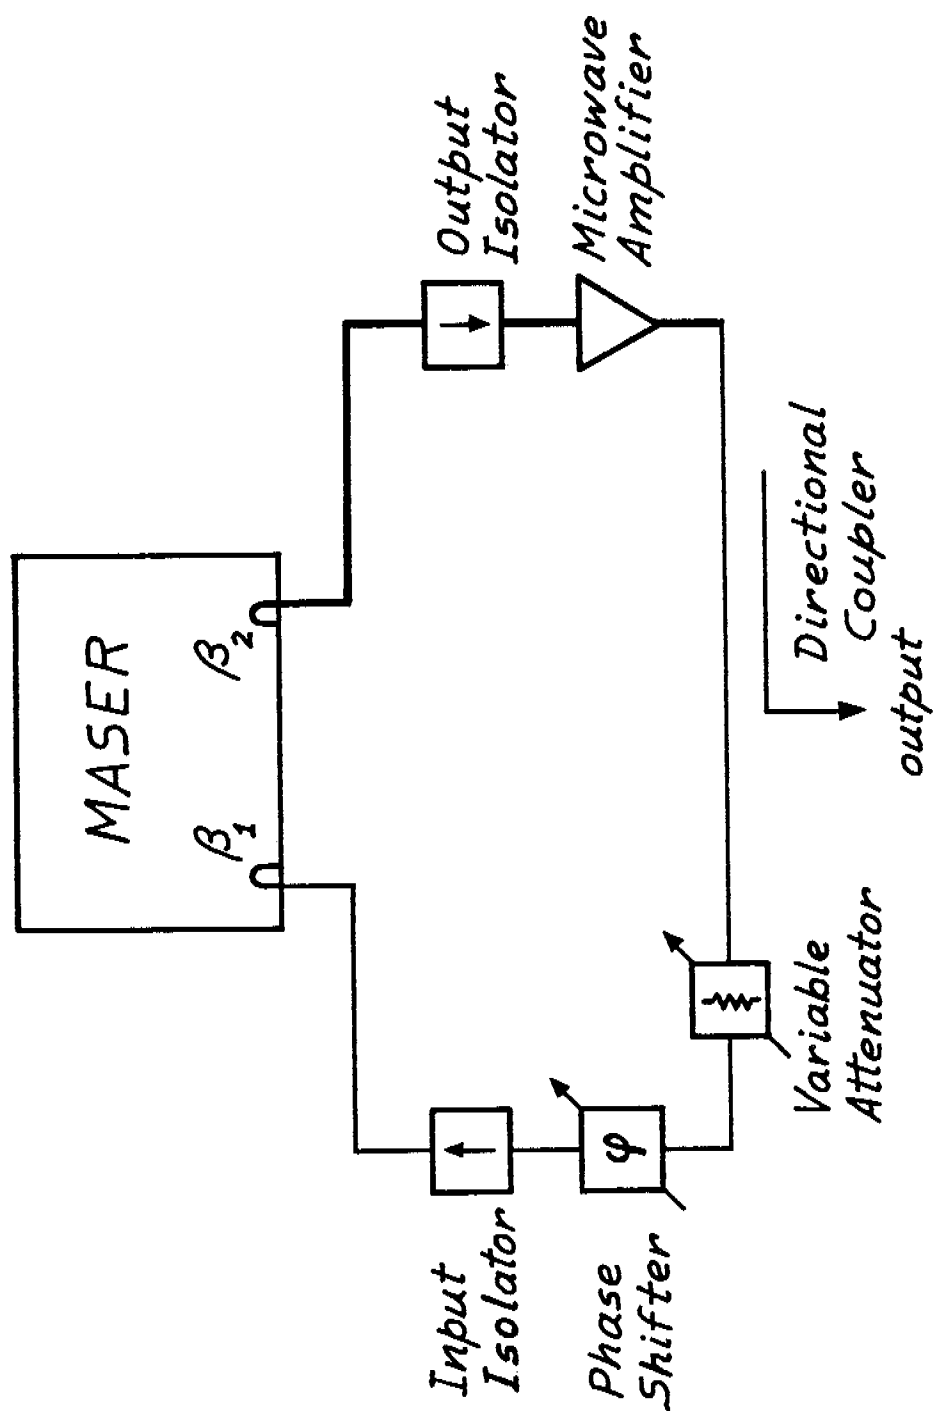 MASER
β1
β2
Input
Isolator
Output
Isolator
Phase
Shifter
φ
Microwave
Amplifier
Variable
Attenuator
Directional
Coupler
output